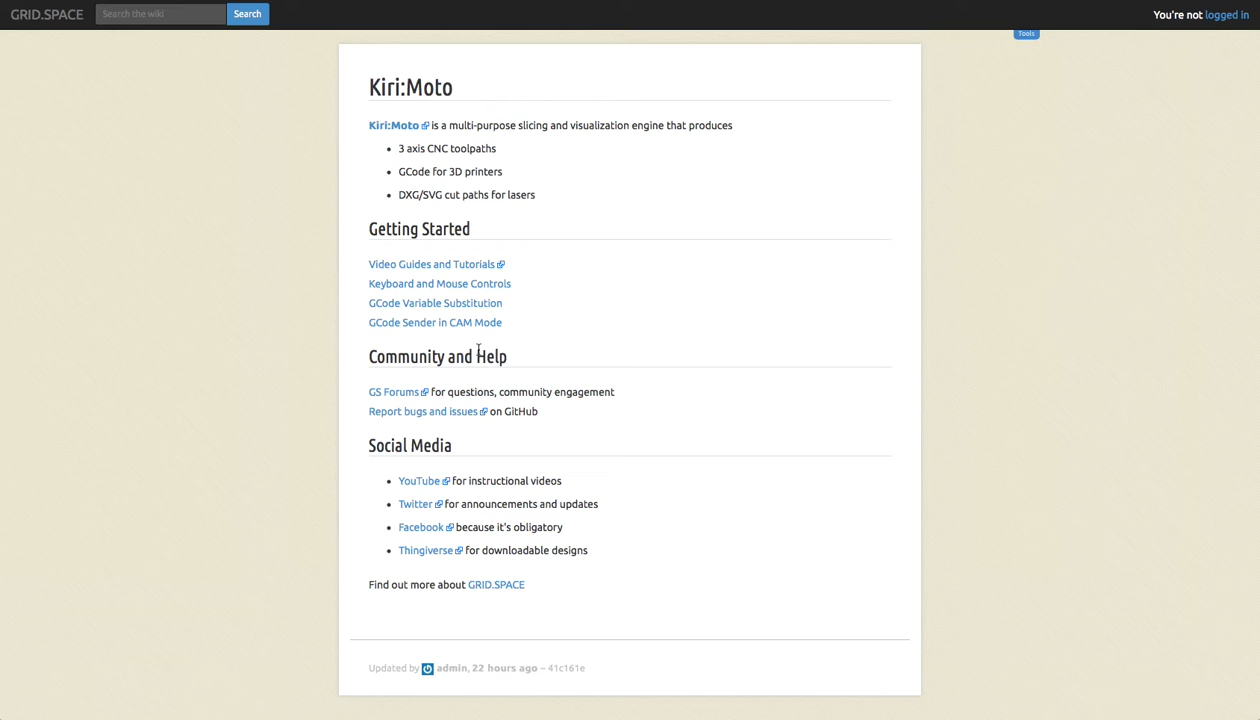 GRID.SPACE Search the wiki Search You're not logged in
Tools
Kiri:Moto
Kiri:Moto is a multi-purpose slicing and visualization engine that produces
3 axis CNC toolpaths
GCode for 3D printers
DXG/SVG cut paths for lasers
Getting Started
Video Guides and Tutorials
Keyboard and Mouse Controls
GCode Variable Substitution
GCode Sender in CAM Mode
Community and Help
GS Forums for questions, community engagement
Report bugs and issues on GitHub
Social Media
YouTube for instructional videos
Twitter for announcements and updates
Facebook because it's obligatory
Thingiverse for downloadable designs
Find out more about GRID.SPACE
Updated by admin, 22 hours ago – 41c161e